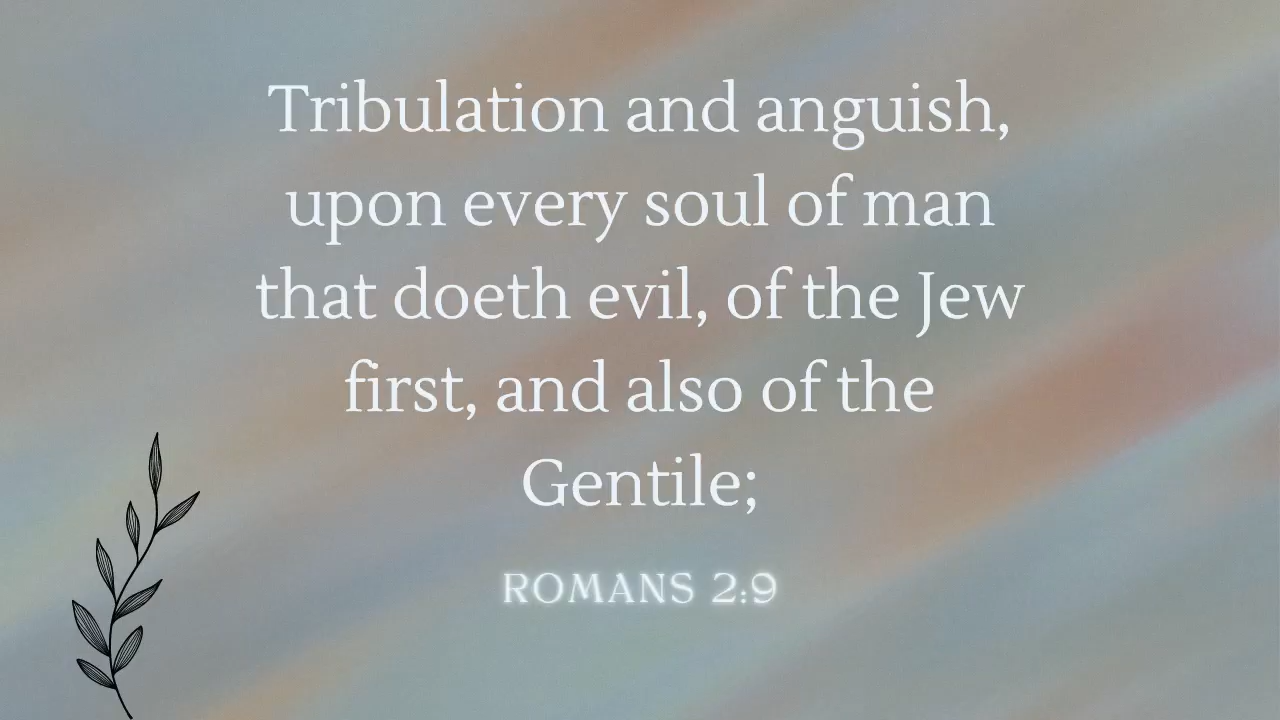 Tribulation and anguish,
upon every soul of man
that doeth evil, of the Jew
first, and also of the
Gentile;
ROMANS 2:9